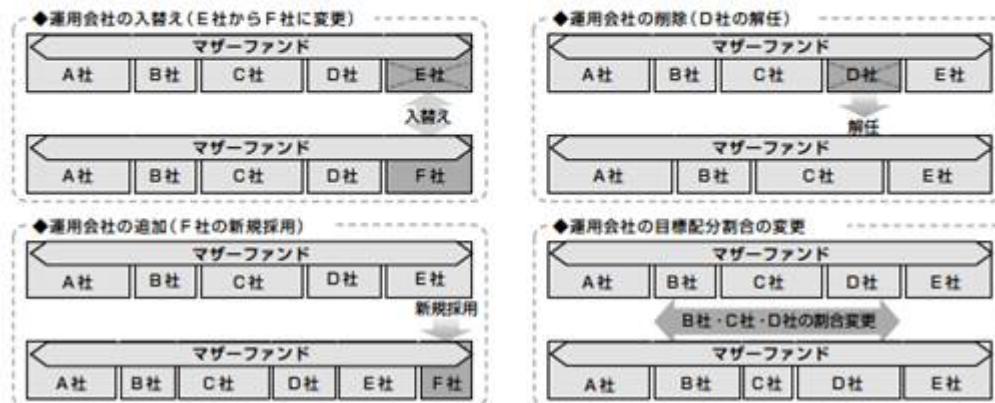 ◆運用会社の入替え(E社からF社に変更)
マザーファンド
A社 B社 C社 D社 E社
入替え
マザーファンド
A社 B社 C社 D社 F社
◆運用会社の削除(D社の解任)
マザーファンド
A社 B社 C社 D社 E社
解任
マザーファンド
A社 B社 C社 E社
◆運用会社の追加(F社の新規採用)
マザーファンド
A社 B社 C社 D社 E社
新規採用
マザーファンド
A社 B社 C社 D社 E社 F社
◆運用会社の目標配分割合の変更
マザーファンド
A社 B社 C社 D社 E社
B社・C社・D社の割合変更
マザーファンド
A社 B社 C社 D社 E社